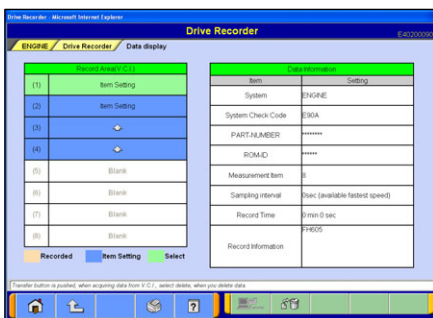 Drive Recorder - Microsoft Internet Explorer
Drive Recorder
E40200090
ENGINE Drive Recorder Data display
Record Area(V.C.I.)
(1) Item Setting
(2) Item Setting
(3)
(4)
(5) Blank
(6) Blank
(7) Blank
(8) Blank
Recorded Item Setting Select
Data Information
Item Setting
System ENGINE
System Check Code E90A
PART-NUMBER ********
ROM-ID ******
Measurement Item 8
Sampling interval 0sec (available fastest speed)
Record Time 0 min 0 sec
Record Information FH605
Transfer button is pushed, when acquiring data from V.C.I., select delete, when you delete data.
?